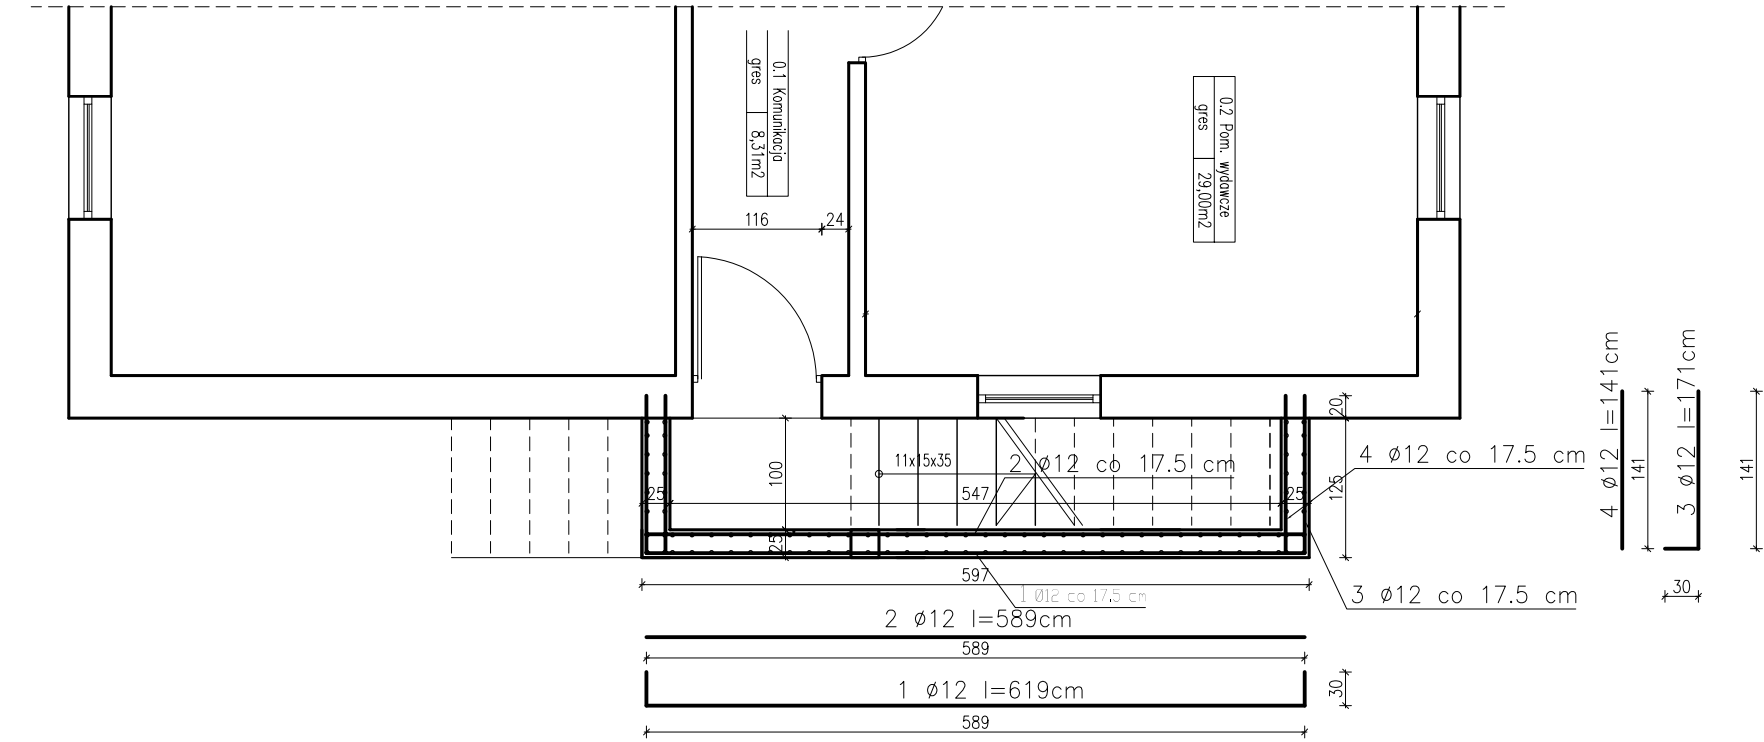 0.1 Komunikacja
gres 8,31m2
0.2 Pom. wydawcze
gres 29,00m2
116
24
20
11x15x35
2 ø12 co 17.5 cm
4 ø12 co 17.5 cm
100
125
25
547
25
25
597
1 Ø12 co 17.5 cm
3 ø12 co 17.5 cm
2 ø12 l=589cm
589
1 ø12 l=619cm
30
589
4 ø12 l=141cm
141
3 ø12 l=171cm
141
30